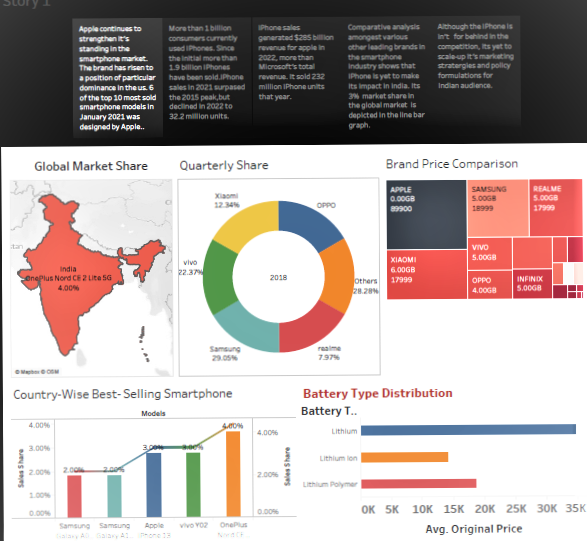 Story 1
Apple continues to
strengthen it's
standing in the
smartphone market.
The brand has risen to
a position of particular
dominance in the us. 6
of the top 10 most sold
smartphone models in
January 2021 was
designed by Apple..
More than 1 billion
consumers currently
used iPhones. Since
the initial more than
1.9 billion iPhones
have been sold.iPhone
sales in 2021 surpased
the 2015 peak,but
declined in 2022 to
32.2 million units.
iPhone sales
generated $285 billion
revenue for apple in
2022, more than
Microsoft's total
revenue. It sold 232
million iPhone units
that year.
Comparative analysis
amongst various
other leading brands in
the smartphone
industry shows that
iPhone is yet to make
its impact in India. Its
3% market share in
the global market is
depicted in the line bar
graph.
Although the iPhone is
in't for behind in the
competition, its yet to
scale-up it's marketing
stratergies and policy
formulations for
Indian audience.
Global Market Share
India
OnePlus Nord CE 2 Lite 5G
4.00%
© Mapbox © OSM
Quarterly Share
Xiaomi
12.34%
OPPO
vivo
22.37%
2018
Others
28.28%
Samsung
29.05%
realme
7.97%
Brand Price Comparison
APPLE
0.00GB
89900
SAMSUNG
5.00GB
18999
REALME
5.00GB
17999
XIAOMI
6.00GB
17999
VIVO
5.00GB
OPPO
4.00GB
INFINIX
5.00GB
Country-Wise Best- Selling Smartphone
Models
Sales Share
4.00%
3.00%
2.00%
1.00%
0.00%
2.00%
2.00%
3.00%
3.00%
4.00%
4.00%
2.00%
0.00%
Sales Share
Samsung
Samsung
Apple
vivo Y02
OnePlus
Galaxy A1..
iPhone 13
Nord CE
Battery Type Distribution
Battery T..
Lithium
Lithium Ion
Lithium Polymer
0K 5K 10K 15K 20K 25K 30K 35K
Avg. Original Price